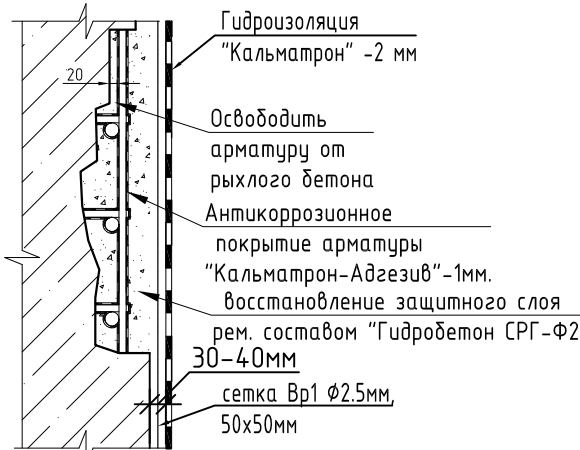 Гидроизоляция
"Кальматрон" -2 мм
20
Освободить
арматуру от
рыхлого бетона
Антикоррозионное
покрытие арматуры
"Кальматрон-Адгезив"-1мм.
восстановление защитного слоя
рем. составом "Гидробетон СРГ-Ф2
30-40мм
сетка Вр1 Ф2.5мм,
50х50мм